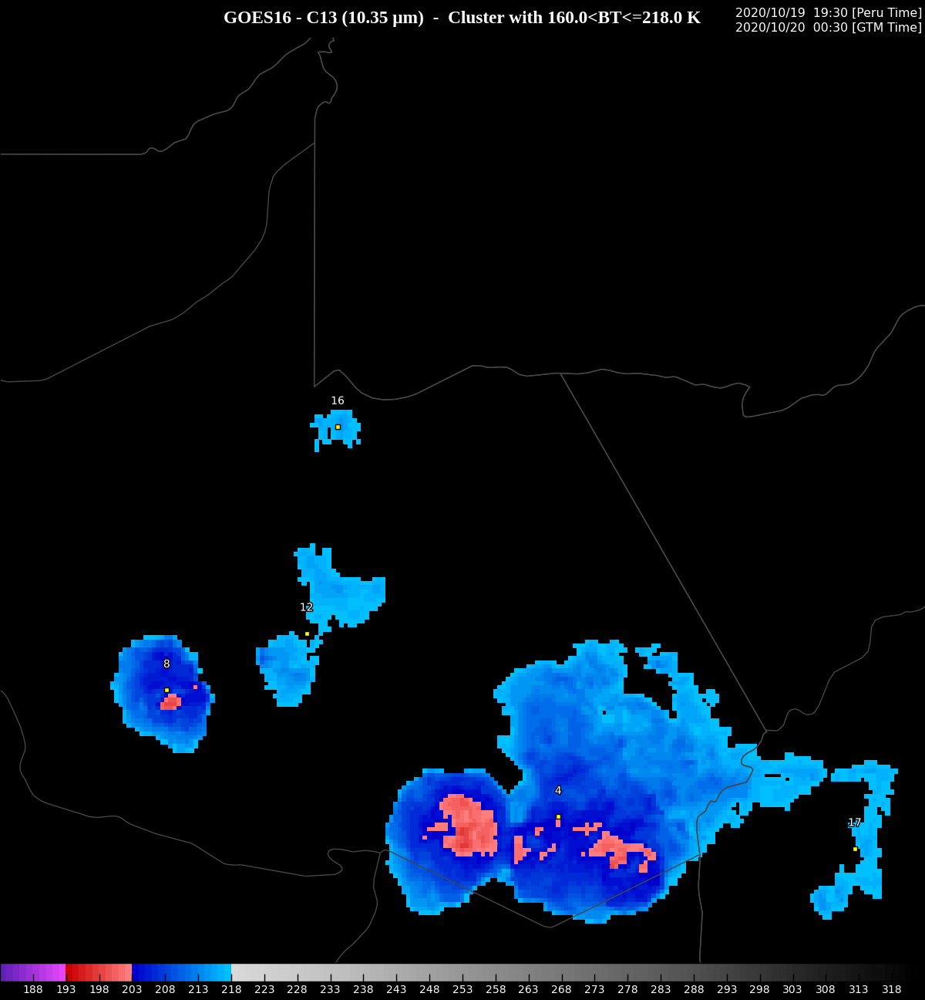 GOES16 - C13 (10.35 µm)  -  Cluster with 160.0<BT<=218.0 K
2020/10/19  19:30 [Peru Time]
2020/10/20  00:30 [GTM Time]
16
12
8
4
17
188 193 198 203 208 213 218 223 228 233 238 243 248 253 258 263 268 273 278 283 288 293 298 303 308 313 318